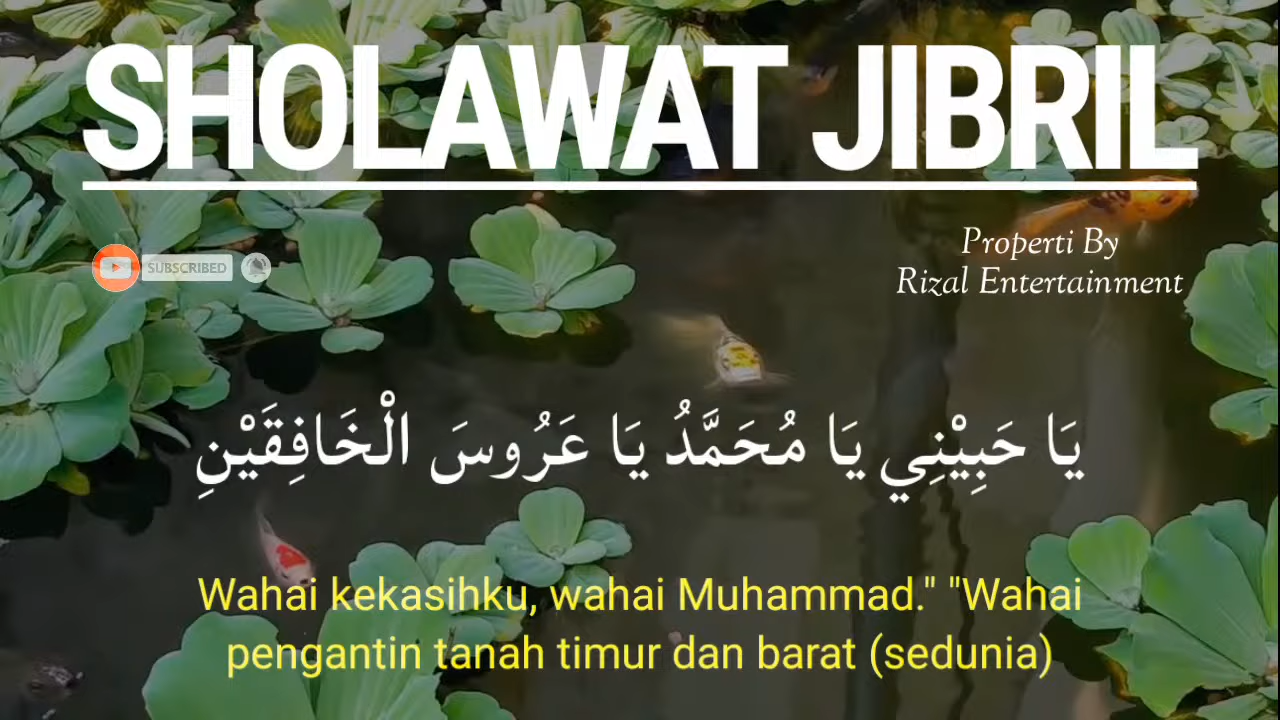 SHOLAWAT JIBRIL
Properti By
Rizal Entertainment
SUBSCRIBED
يَا حَبِيْنِي يَا مُحَمَّدُ يَا عَرُوسَ الْخَافِقَيْنِ
Wahai kekasihku, wahai Muhammad." "Wahai
pengantin tanah timur dan barat (sedunia)